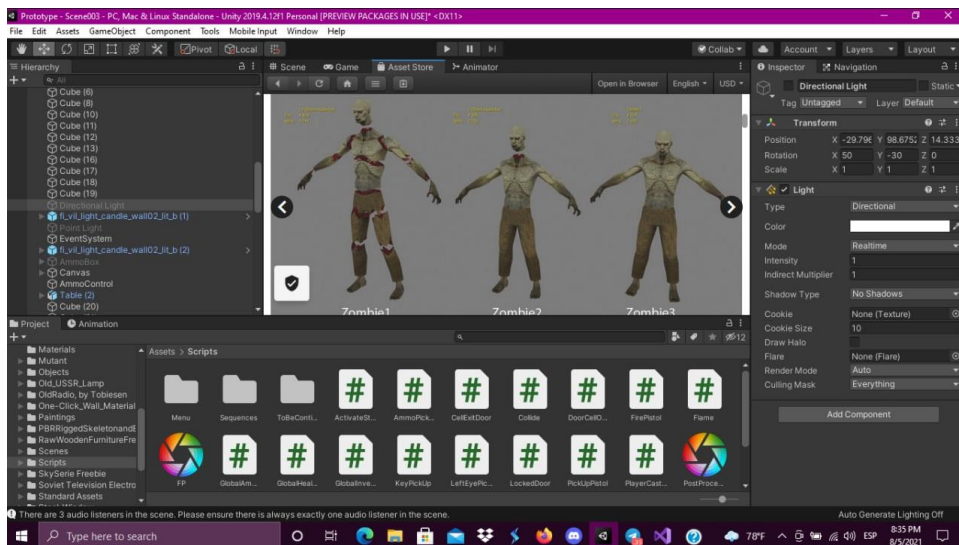 Prototype - Scene003 - PC, Mac & Linux Standalone - Unity 2019.4.12f1 Personal [PREVIEW PACKAGES IN USE]* <DX11>
File Edit Assets GameObject Component Tools Mobile Input Window Help
Pivot Local Collab Account Layers Layout
Hierarchy
All
Cube (6)
Cube (8)
Cube (10)
Cube (11)
Cube (12)
Cube (13)
Cube (16)
Cube (17)
Cube (18)
Cube (19)
Directional Light
fi_vil_light_candle_wall02_lit_b (1)
Point Light
EventSystem
fi_vil_light_candle_wall02_lit_b (2)
AmmoBox
Canvas
AmmoControl
Table (2)
Cube (20)
Scene Game Asset Store Animator
Open in Browser English USD
Zombie1 Zombie2 Zombie3
Inspector Navigation
Directional Light Static
Tag Untagged Layer Default
Transform
Position X -29.796 Y 98.6752 Z 14.333
Rotation X 50 Y -30 Z 0
Scale X 1 Y 1 Z 1
Light
Type Directional
Color
Mode Realtime
Intensity 1
Indirect Multiplier 1
Shadow Type No Shadows
Cookie None (Texture)
Cookie Size 10
Draw Halo
Flare None (Flare)
Render Mode Auto
Culling Mask Everything
Add Component
Project Animation
12
Materials
Mutant
Objects
Old_USSR_Lamp
OldRadio, by Tobiesen
One-Click_Wall_Material
Paintings
PBRRiggedSkeletonandE
RawWoodenFurnitureFre
Scenes
Scripts
SkySerie Freebie
Soviet Television Electro
Standard Assets
Assets > Scripts
Menu Sequences ToBeConti... ActivateSt... AmmoPick... CellExitDoor Collide DoorCellO... FirePistol Flame
FP GlobalAm... GlobalHeal... GlobalInve... KeyPickUp LeftEyePic... LockedDoor PickUpPistol PlayerCast... PostProce...
There are 3 audio listeners in the scene. Please ensure there is always exactly one audio listener in the scene.
Auto Generate Lighting Off
Type here to search
78°F ESP 8:35 PM
8/5/2021